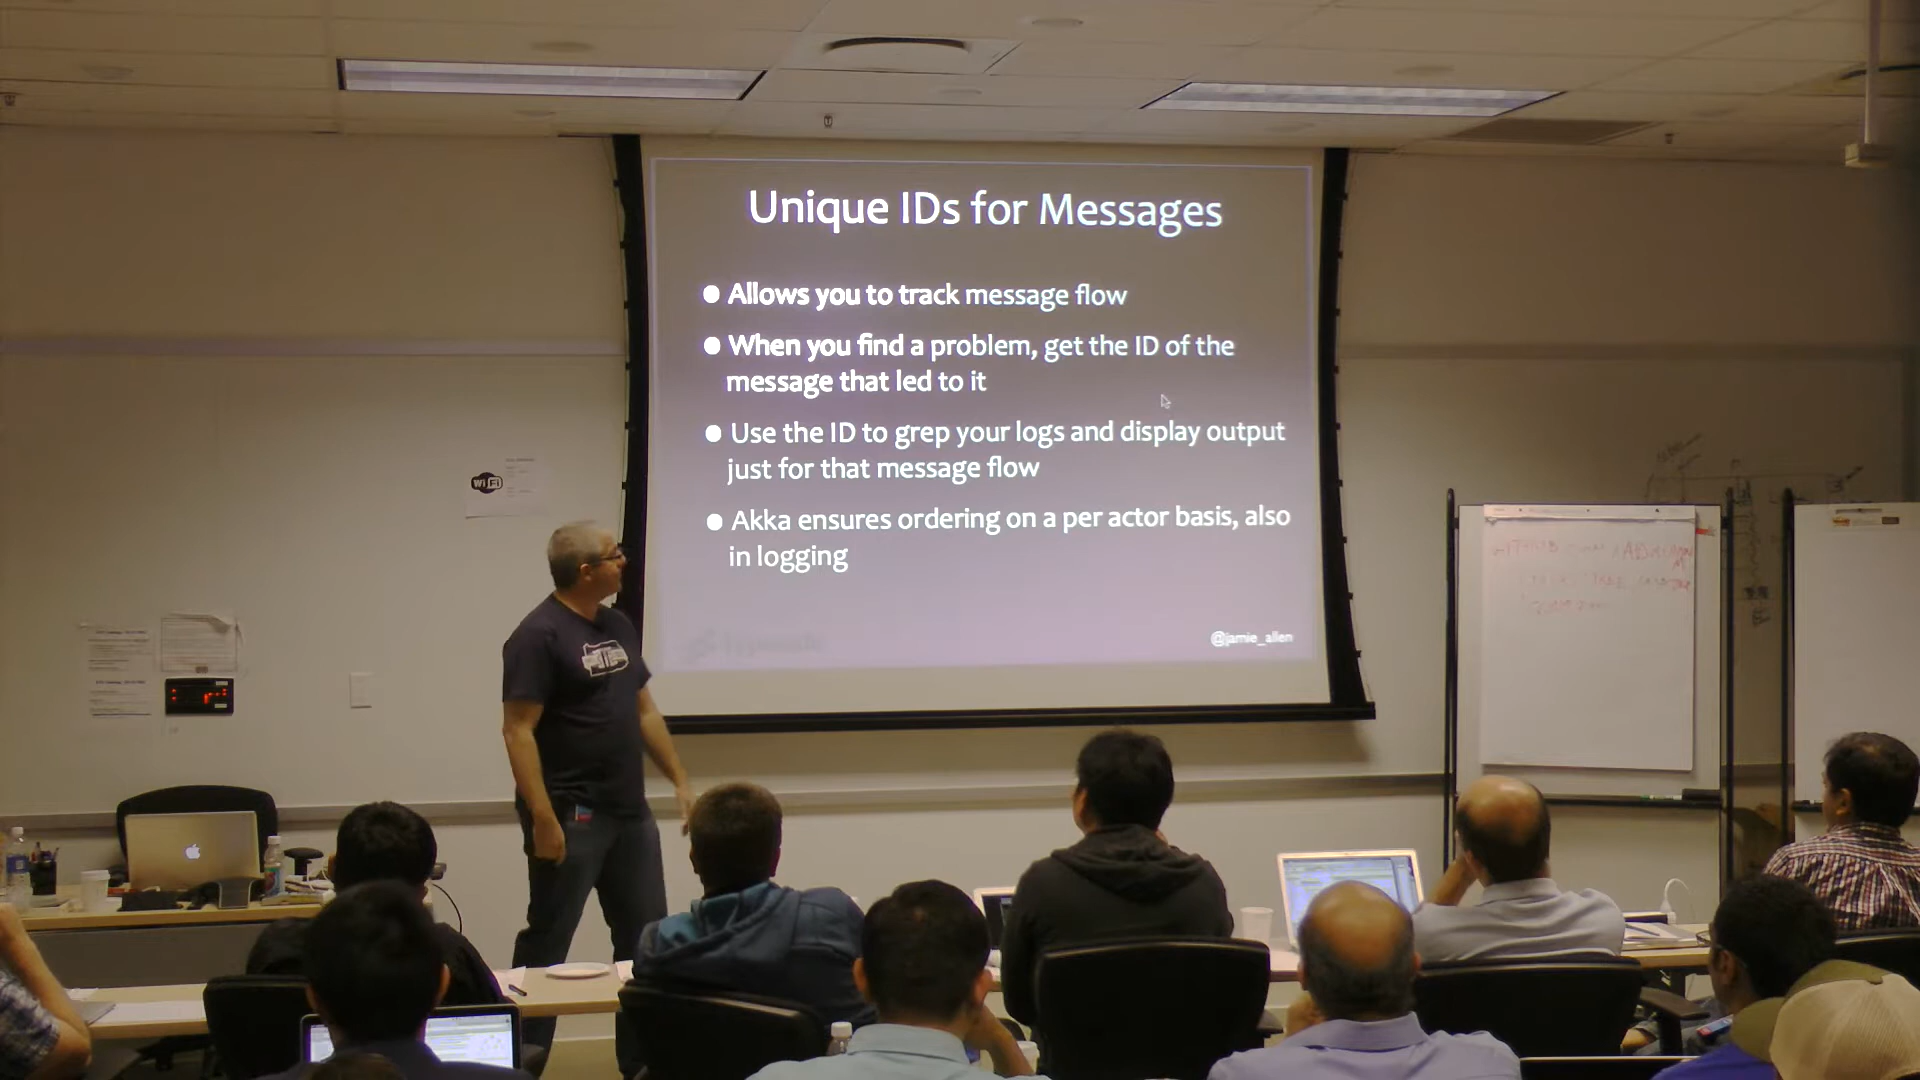 Unique IDs for Messages
● Allows you to track message flow
● When you find a problem, get the ID of the
message that led to it
● Use the ID to grep your logs and display output
just for that message flow
● Akka ensures ordering on a per actor basis, also
in logging
@jamie_allen
Wi Fi